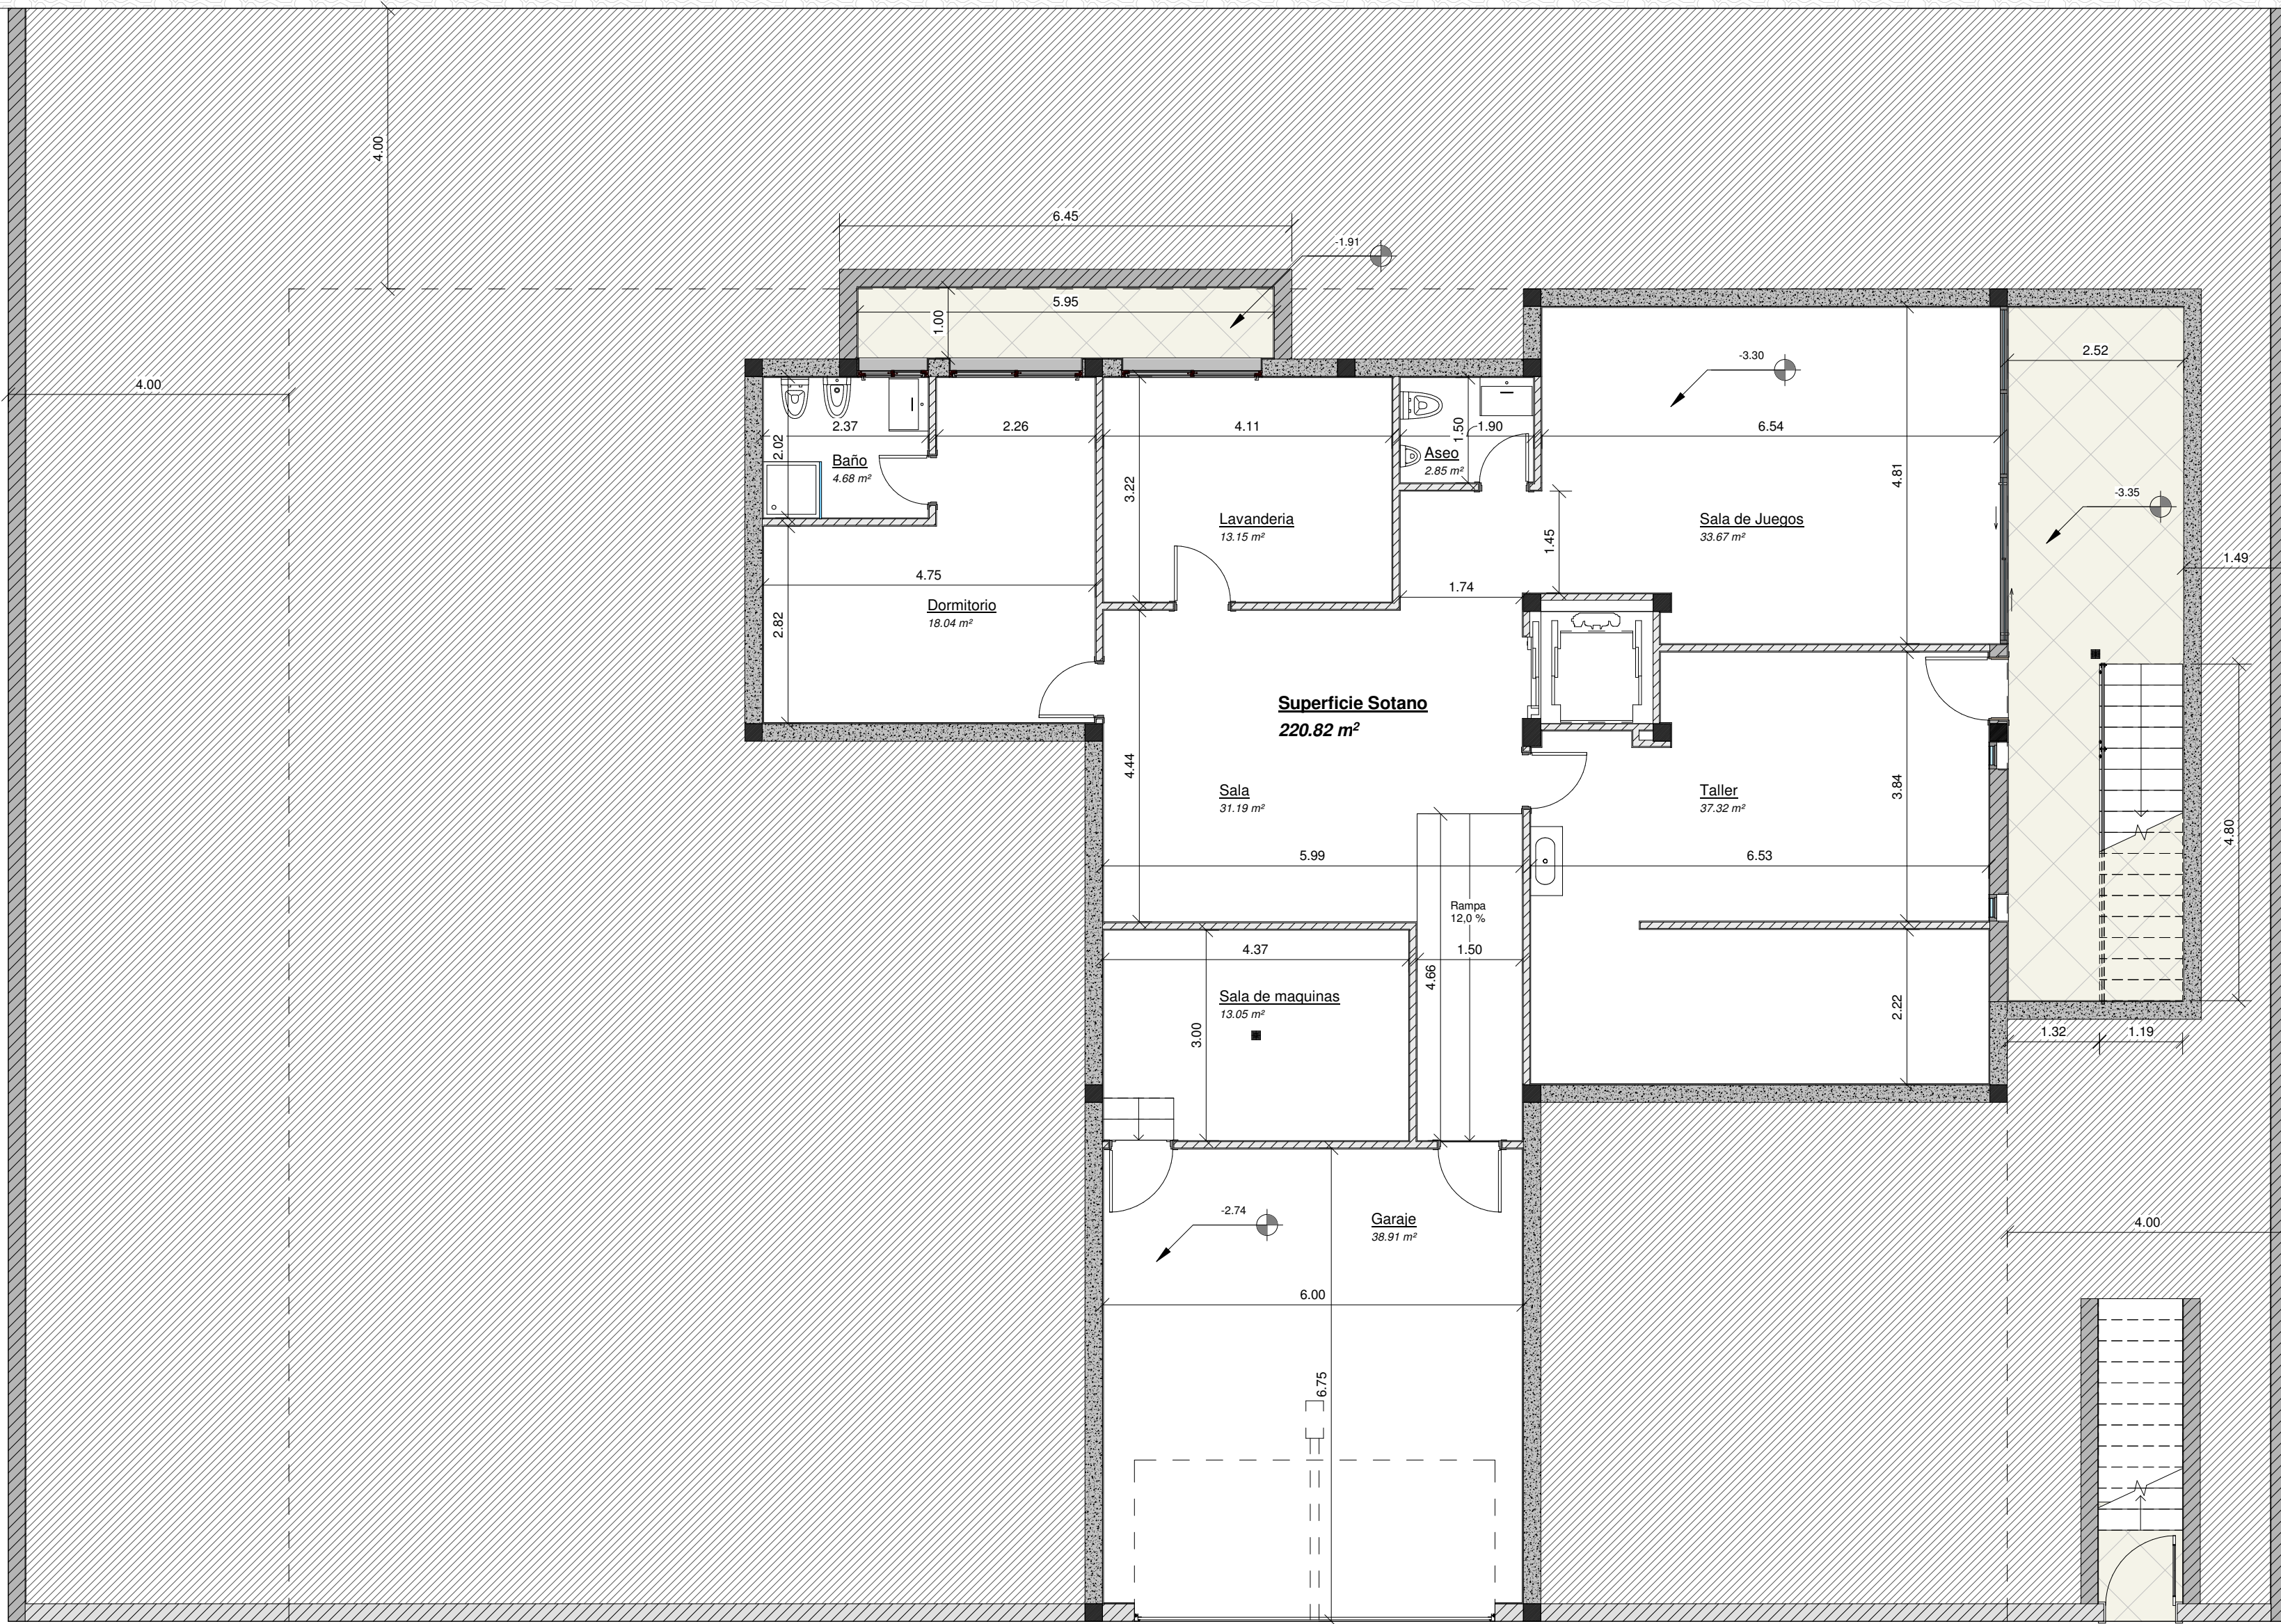 4.00
6.45
-1.91
5.95
1.00
4.00
2.52
-3.30
2.37
2.26
4.11
1.50
1.90
6.54
2.02
Baño
4.68 m²
Aseo
2.85 m²
4.81
3.22
-3.35
Lavanderia
13.15 m²
Sala de Juegos
33.67 m²
1.45
1.49
4.75
1.74
Dormitorio
18.04 m²
2.82
Superficie Sotano
220.82 m²
4.44
Sala
31.19 m²
Taller
37.32 m²
3.84
4.80
5.99
6.53
Rampa
12,0 %
4.37
1.50
4.66
Sala de maquinas
13.05 m²
3.00
2.22
1.32
1.19
-2.74
Garaje
38.91 m²
4.00
6.00
6.75